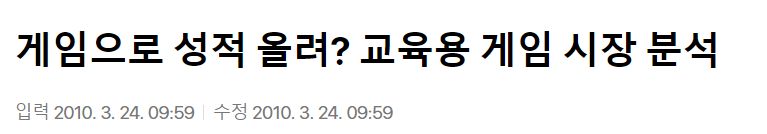 게임으로 성적 올려? 교육용 게임 시장 분석
입력 2010. 3. 24. 09:59 수정 2010. 3. 24. 09:59